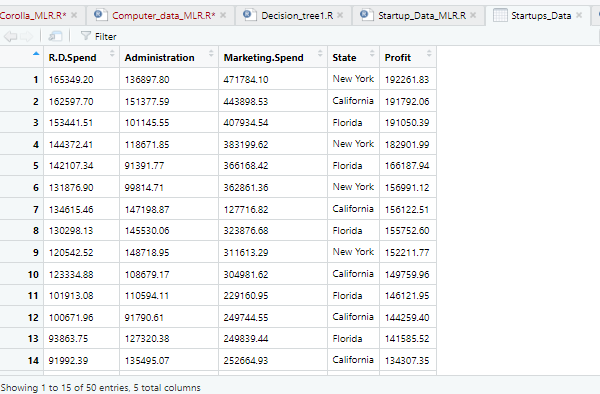 Corolla_MLR.R* Computer_data_MLR.R* Decision_tree1.R Startup_Data_MLR.R Startups_Data
Filter
R.D.Spend Administration Marketing.Spend State Profit
1 165349.20 136897.80 471784.10 New York 192261.83
2 162597.70 151377.59 443898.53 California 191792.06
3 153441.51 101145.55 407934.54 Florida 191050.39
4 144372.41 118671.85 383199.62 New York 182901.99
5 142107.34 91391.77 366168.42 Florida 166187.94
6 131876.90 99814.71 362861.36 New York 156991.12
7 134615.46 147198.87 127716.82 California 156122.51
8 130298.13 145530.06 323876.68 Florida 155752.60
9 120542.52 148718.95 311613.29 New York 152211.77
10 123334.88 108679.17 304981.62 California 149759.96
11 101913.08 110594.11 229160.95 Florida 146121.95
12 100671.96 91790.61 249744.55 California 144259.40
13 93863.75 127320.38 249839.44 Florida 141585.52
14 91992.39 135495.07 252664.93 California 134307.35
Showing 1 to 15 of 50 entries, 5 total columns